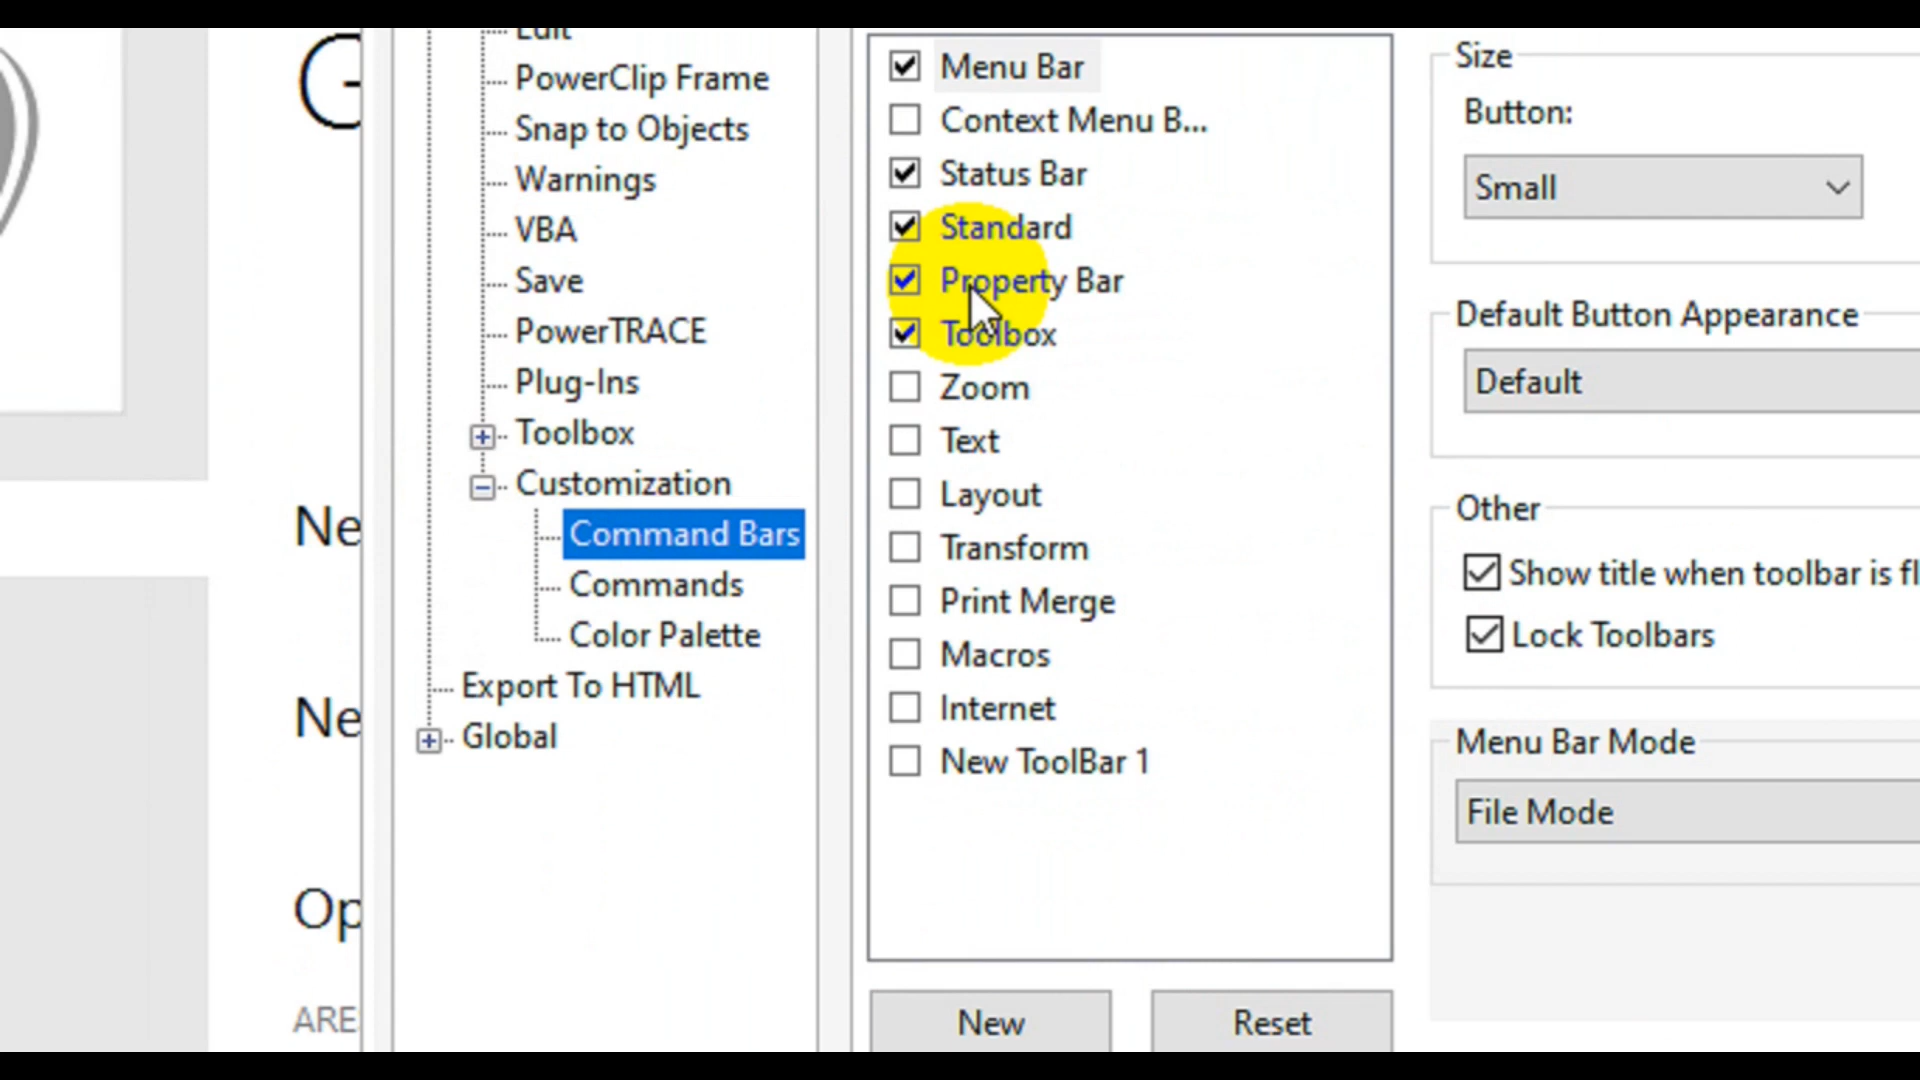 G
Ne
Ne
Op
ARE
Edit
PowerClip Frame
Snap to Objects
Warnings
VBA
Save
PowerTRACE
Plug-Ins
Toolbox
Customization
Command Bars
Commands
Color Palette
Export To HTML
Global
Menu Bar
Context Menu B...
Status Bar
Standard
Property Bar
Toolbox
Zoom
Text
Layout
Transform
Print Merge
Macros
Internet
New ToolBar 1
New
Reset
Size
Button:
Small
Default Button Appearance
Default
Other
Show title when toolbar is fl
Lock Toolbars
Menu Bar Mode
File Mode